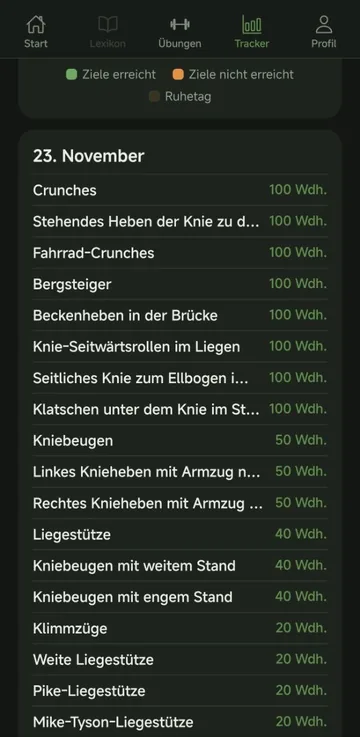 Start
Lexikon
Übungen
Tracker
Profil
Ziele erreicht
Ziele nicht erreicht
Ruhetag
23. November
Crunches 100 Wdh.
Stehendes Heben der Knie zu d... 100 Wdh.
Fahrrad-Crunches 100 Wdh.
Bergsteiger 100 Wdh.
Beckenheben in der Brücke 100 Wdh.
Knie-Seitwärtsrollen im Liegen 100 Wdh.
Seitliches Knie zum Ellbogen i... 100 Wdh.
Klatschen unter dem Knie im St... 100 Wdh.
Kniebeugen 50 Wdh.
Linkes Knieheben mit Armzug n... 50 Wdh.
Rechtes Knieheben mit Armzug ... 50 Wdh.
Liegestütze 40 Wdh.
Kniebeugen mit weitem Stand 40 Wdh.
Kniebeugen mit engem Stand 40 Wdh.
Klimmzüge 20 Wdh.
Weite Liegestütze 20 Wdh.
Pike-Liegestütze 20 Wdh.
Mike-Tyson-Liegestütze 20 Wdh.